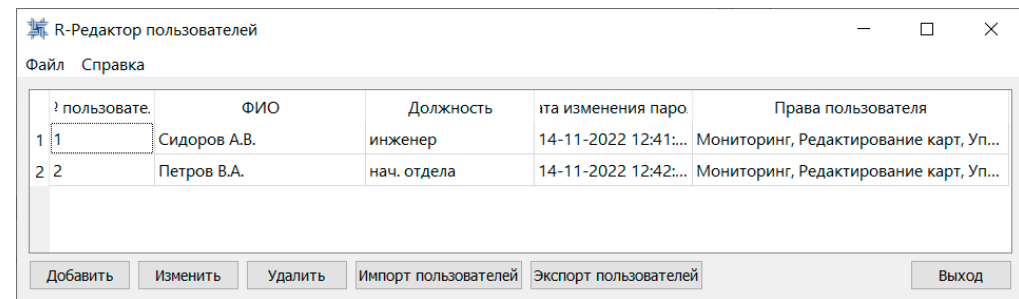 R-Редактор пользователей
Файл Справка
пользовате. ФИО Должность ата изменения паро. Права пользователя
1 1 Сидоров А.В. инженер 14-11-2022 12:41:... Мониторинг, Редактирование карт, Уп...
2 2 Петров В.А. нач. отдела 14-11-2022 12:42:... Мониторинг, Редактирование карт, Уп...
Добавить Изменить Удалить Импорт пользователей Экспорт пользователей Выход